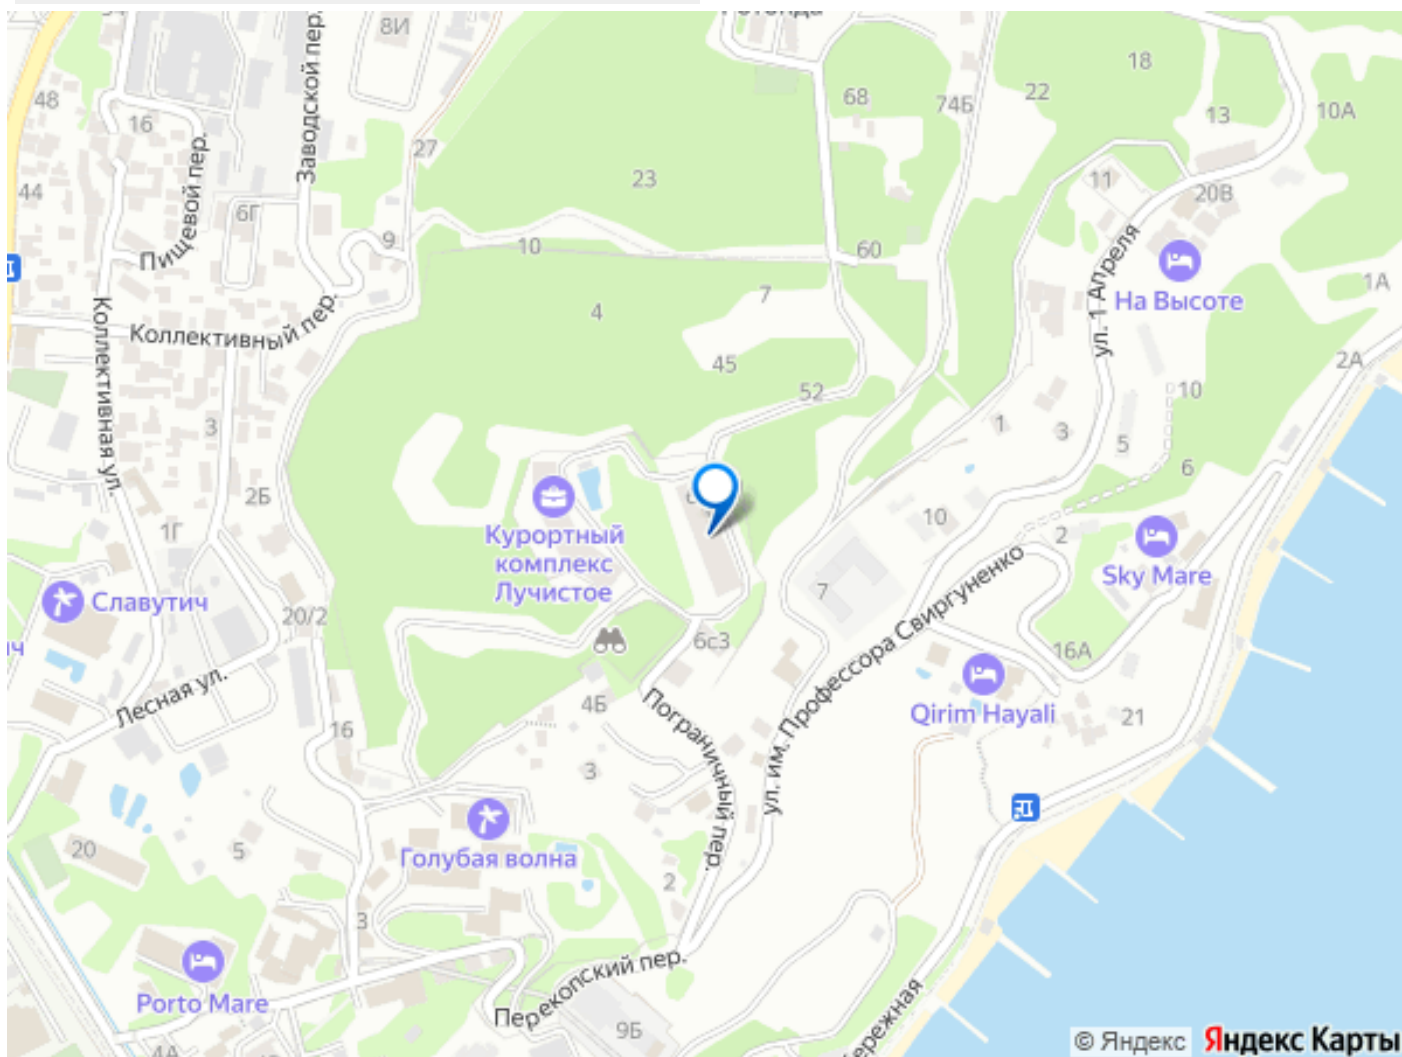 8И
Заводской пер.
48
16
Пищевой пер.
44
6Г
27
9
23
10
68
74Б
22
18
13
10А
11
20В
60
На Высоте
1А
ул. 1 Апреля
4
7
45
52
2А
Коллективный пер.
Коллективная ул.
3
2Б
1Г
Курортный
комплекс
Лучистое
1
3
5
10
6
10
2
Sky Mare
7
ул. им. Профессора Свиргуненко
16А
Славутич
20/2
6с3
Лесная ул.
16
4Б
Пограничный пер.
3
Qirim Hayali
21
20
5
Голубая волна
2
3
Porto Mare
Перекопский пер.
9Б
4А
© Яндекс Яндекс Карты